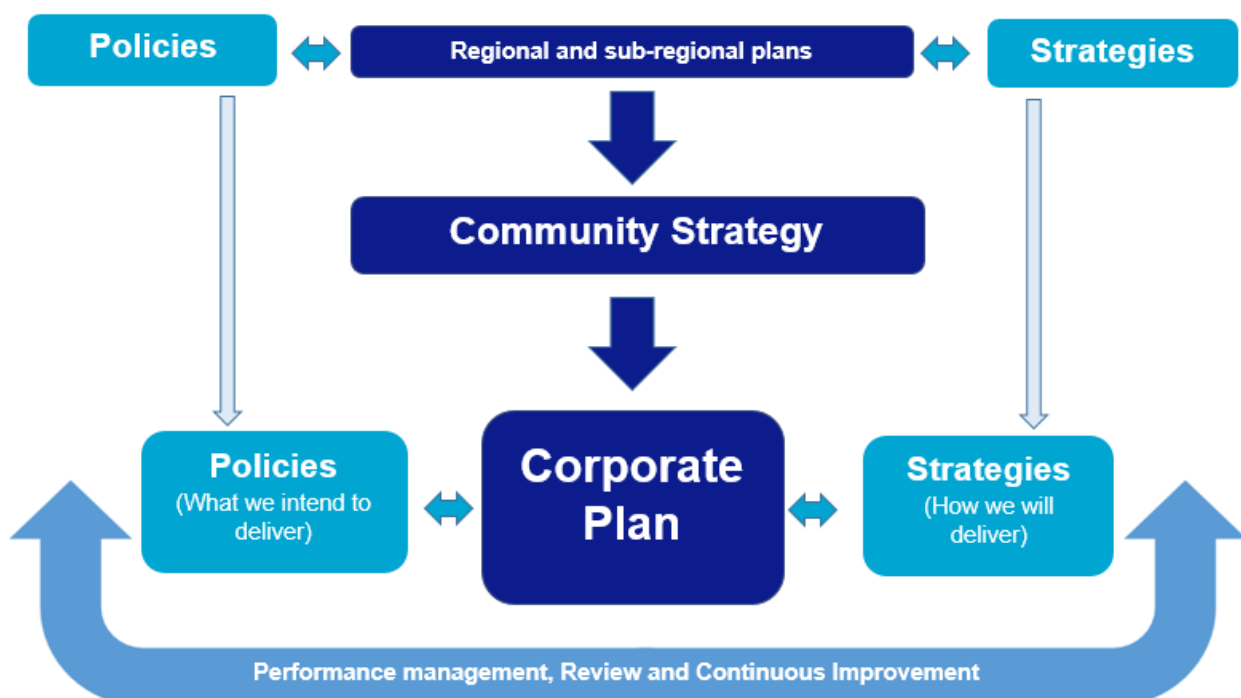 Policies
Regional and sub-regional plans
Strategies
Community Strategy
Corporate
Plan
Policies
(What we intend to
deliver)
Strategies
(How we will
deliver)
Performance management, Review and Continuous Improvement